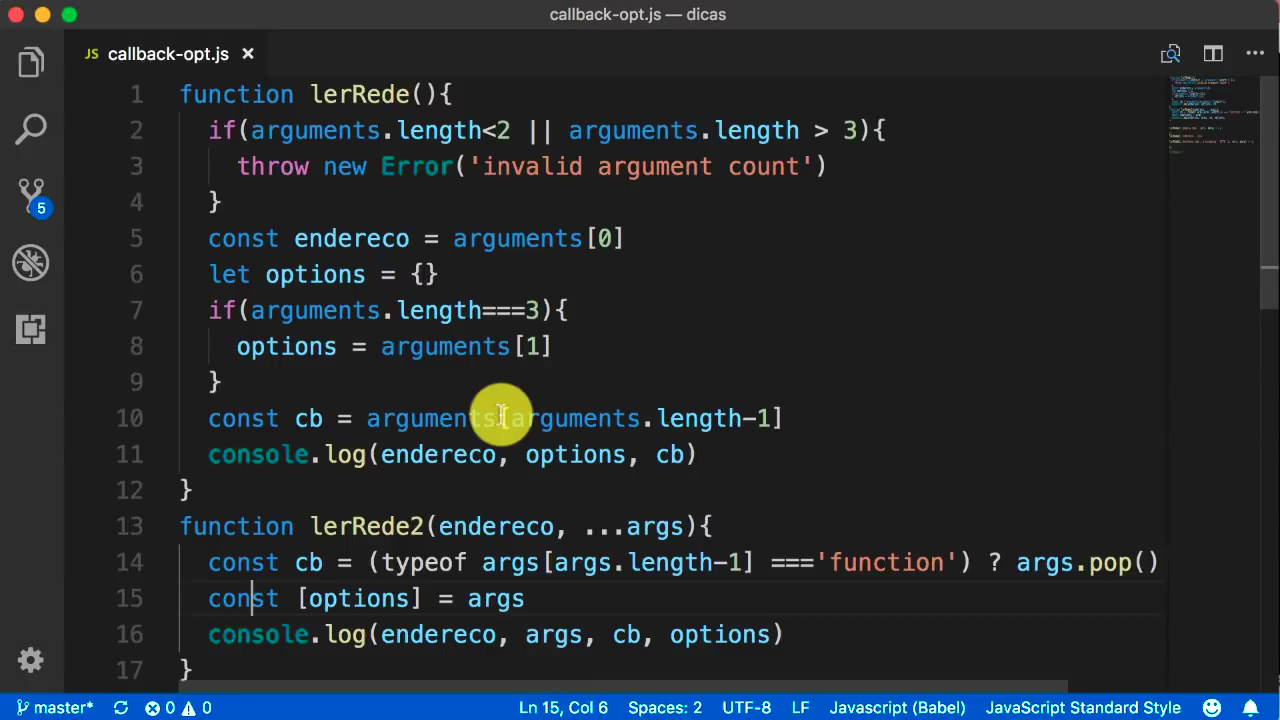 callback-opt.js — dicas
JS callback-opt.js ×
1 function lerRede(){
2 if(arguments.length<2 || arguments.length > 3){
3 throw new Error('invalid argument count')
4 }
5 const endereco = arguments[0]
6 let options = {}
7 if(arguments.length===3){
8 options = arguments[1]
9 }
10 const cb = arguments[arguments.length-1]
11 console.log(endereco, options, cb)
12 }
13 function lerRede2(endereco, ...args){
14 const cb = (typeof args[args.length-1] ==='function') ? args.pop()
15 const [options] = args
16 console.log(endereco, args, cb, options)
17 }
5
master* 0 0 Ln 15, Col 6 Spaces: 2 UTF-8 LF Javascript (Babel) JavaScript Standard Style